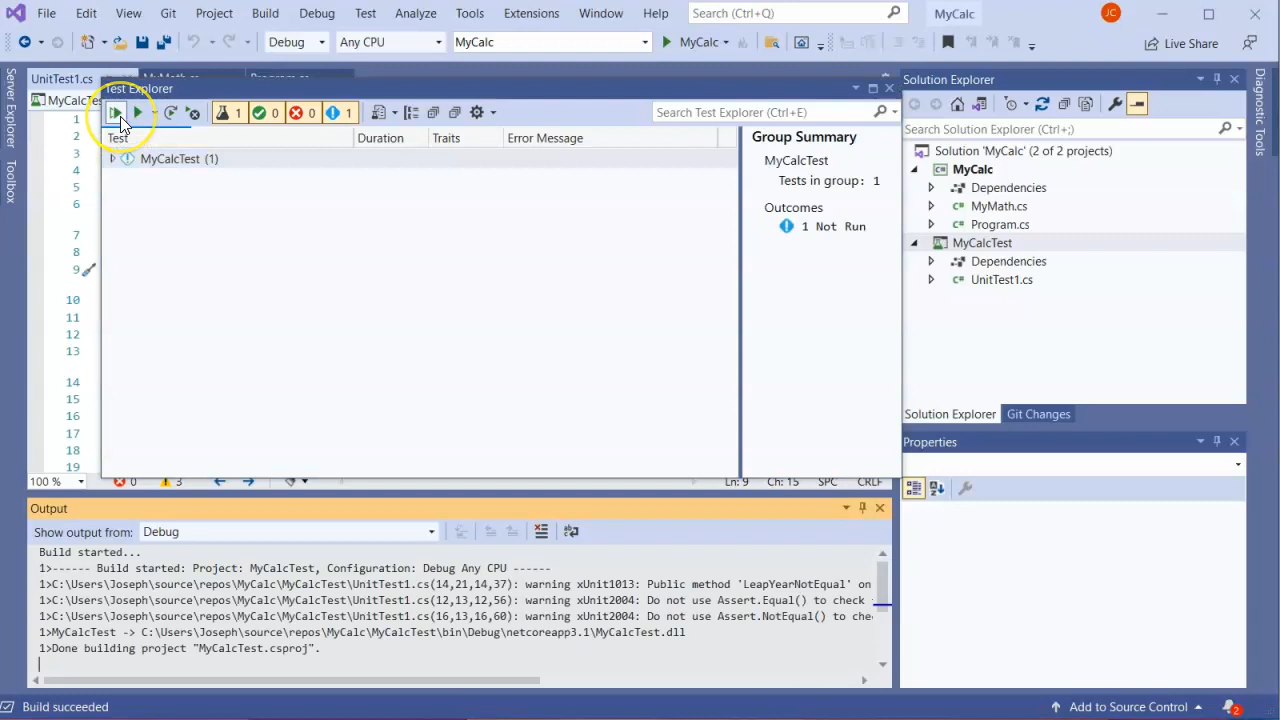 File Edit View Git Project Build Debug Test Analyze Tools Extensions Window Help Search (Ctrl+Q) MyCalc JC
Debug Any CPU MyCalc MyCalc Live Share
Server Explorer
Toolbox
UnitTest1.cs MyMath.cs Program.cs
MyCalcTest
Test Explorer
1 0 0 1 Search Test Explorer (Ctrl+E)
Test Duration Traits Error Message
MyCalcTest (1)
Group Summary
MyCalcTest
Tests in group: 1
Outcomes
1 Not Run
1
2
3
4
5
6
7
8
9
10
11
12
13
14
15
16
17
18
19
100 % 0 3 Ln: 9 Ch: 15 SPC CRLF
Solution Explorer
Search Solution Explorer (Ctrl+;)
Solution 'MyCalc' (2 of 2 projects)
MyCalc
Dependencies
MyMath.cs
Program.cs
MyCalcTest
Dependencies
UnitTest1.cs
Solution Explorer Git Changes
Properties
Diagnostic Tools
Output
Show output from: Debug
Build started...
1>------ Build started: Project: MyCalcTest, Configuration: Debug Any CPU ------
1>C:\Users\Joseph\source\repos\MyCalc\MyCalcTest\UnitTest1.cs(14,21,14,37): warning xUnit1013: Public method 'LeapYearNotEqual' on
1>C:\Users\Joseph\source\repos\MyCalc\MyCalcTest\UnitTest1.cs(12,13,12,56): warning xUnit2004: Do not use Assert.Equal() to check
1>C:\Users\Joseph\source\repos\MyCalc\MyCalcTest\UnitTest1.cs(16,13,16,60): warning xUnit2004: Do not use Assert.NotEqual() to che
1>MyCalcTest -> C:\Users\Joseph\source\repos\MyCalc\MyCalcTest\bin\Debug\netcoreapp3.1\MyCalcTest.dll
1>Done building project "MyCalcTest.csproj".
Build succeeded Add to Source Control 2